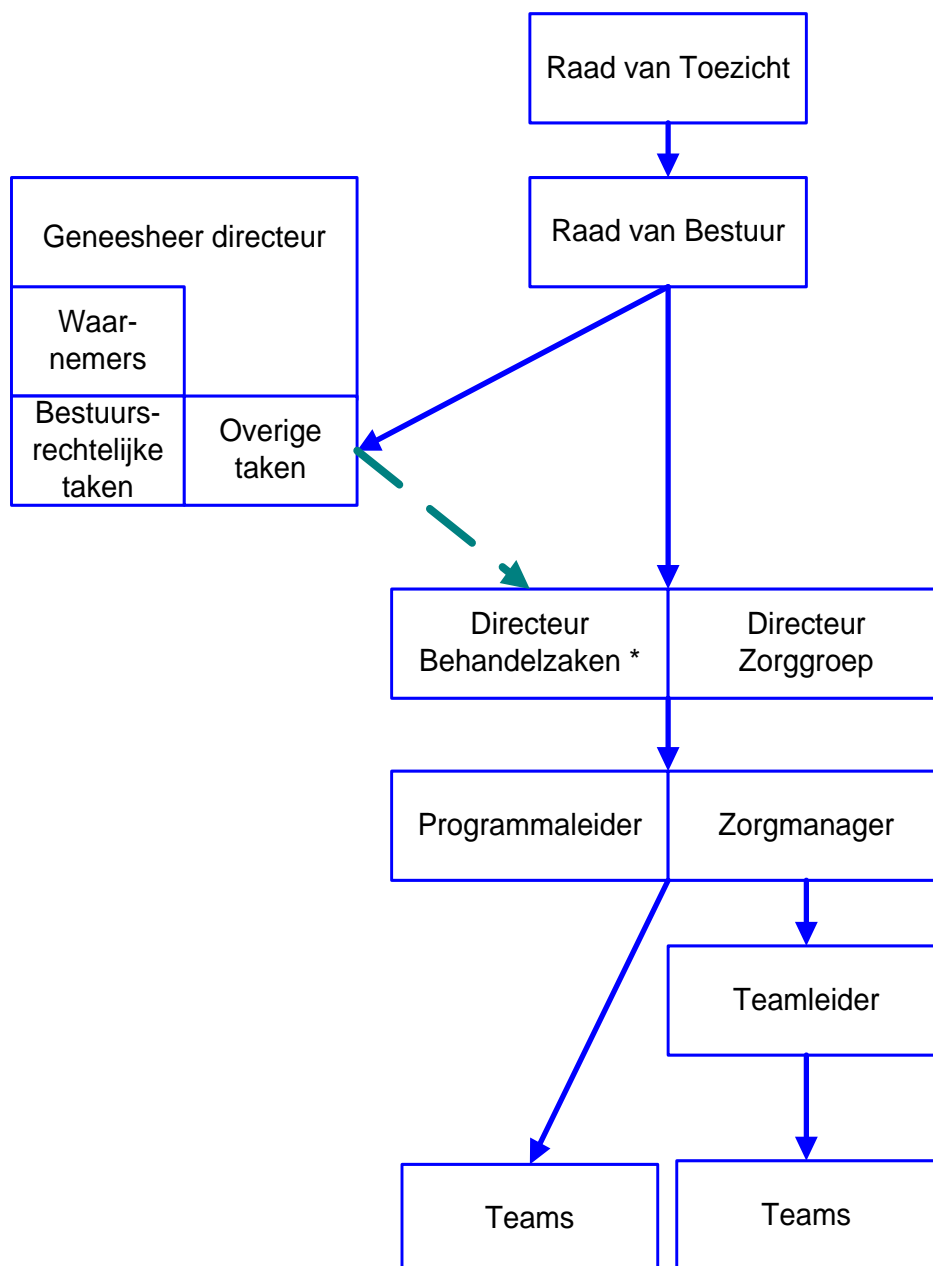 Raad van Toezicht
Raad van Bestuur
Geneesheer directeur
Waar-
nemers
Bestuurs-
rechtelijke
taken
Overige
taken
Directeur
Behandelzaken *
Directeur
Zorggroep
Programmaleider
Zorgmanager
Teamleider
Teams
Teams